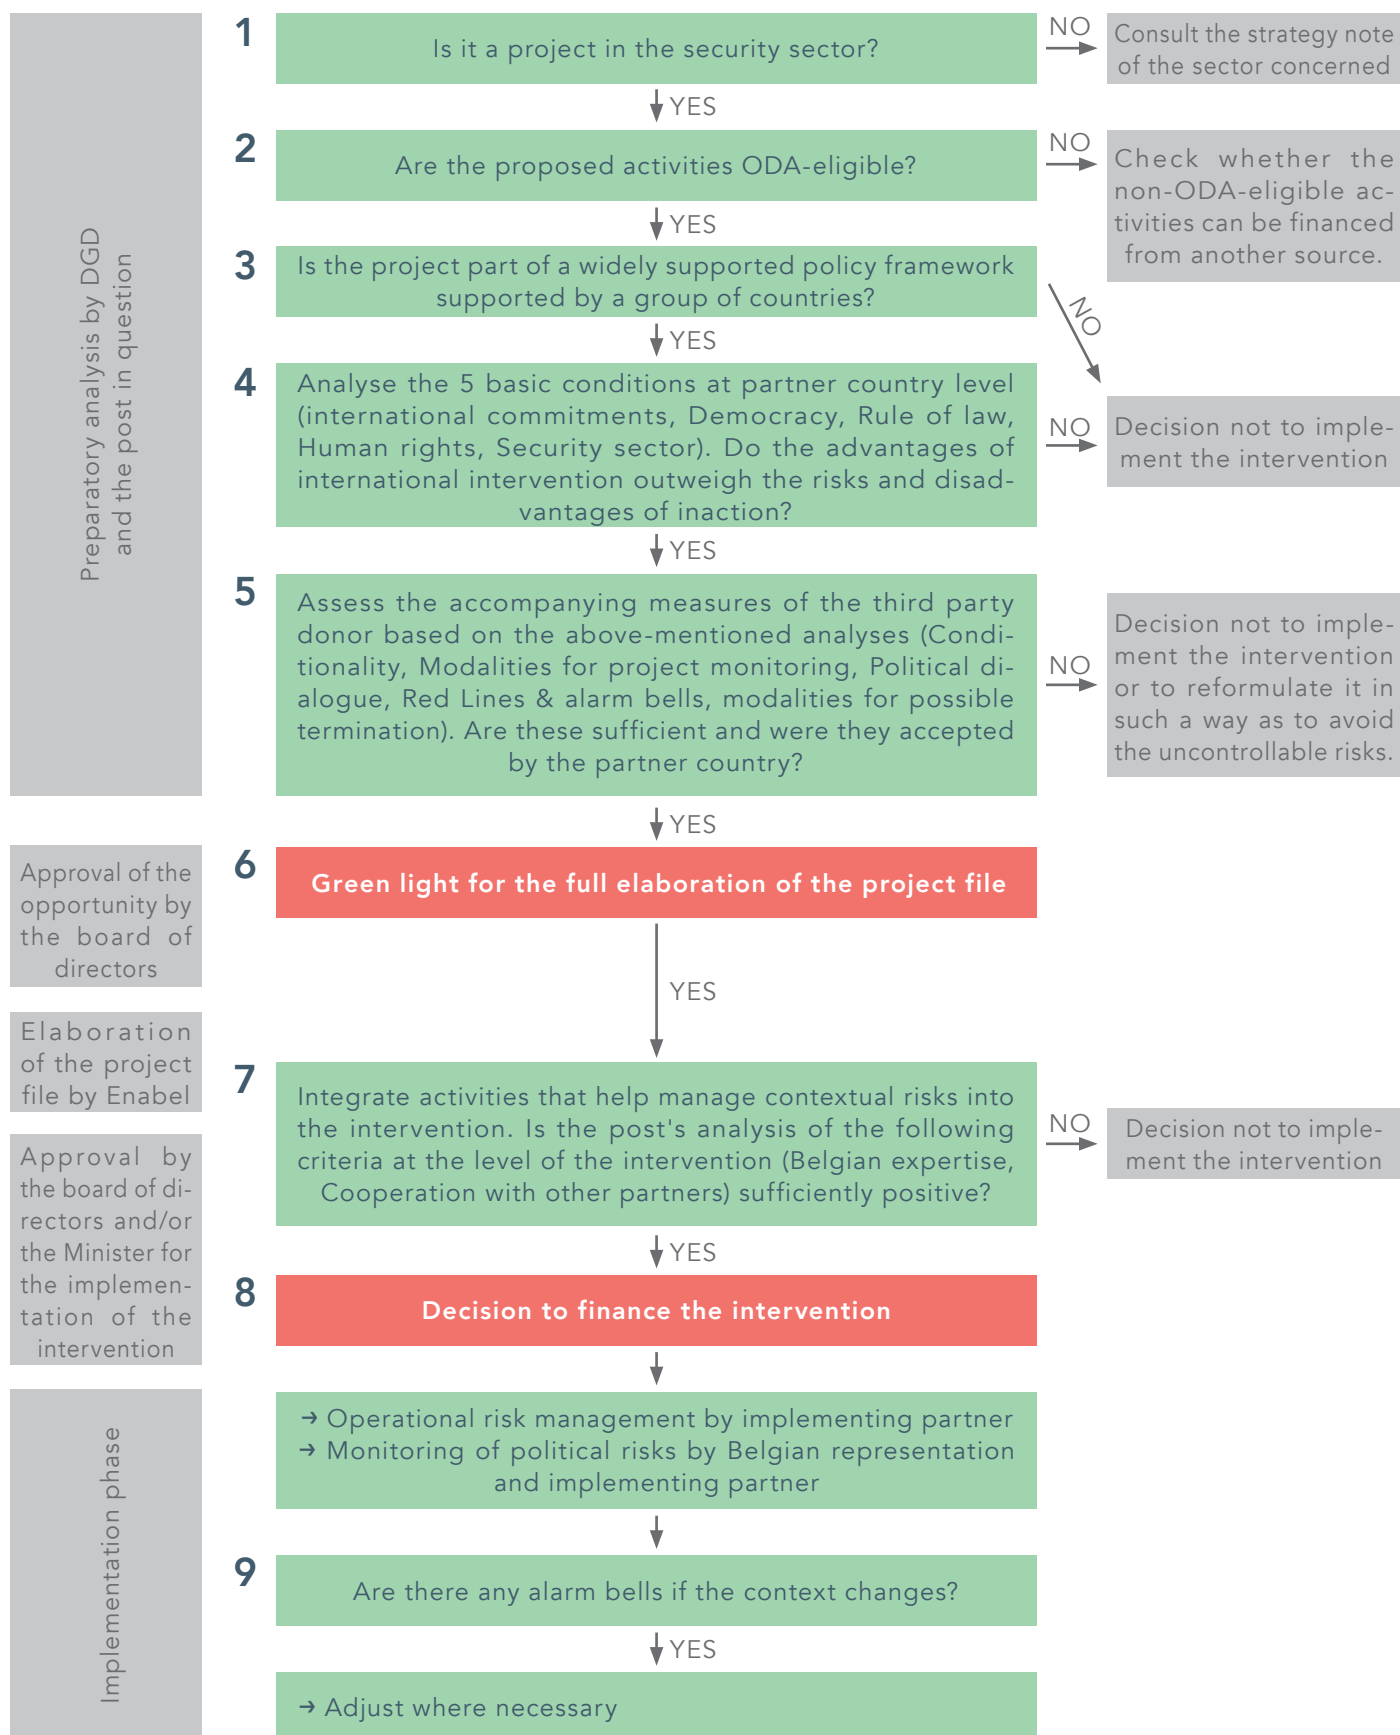 Preparatory analysis by DGD
and the post in question
1
Is it a project in the security sector?
NO
Consult the strategy note
of the sector concerned
YES
2
Are the proposed activities ODA-eligible?
NO
Check whether the
non-ODA-eligible ac-
tivities can be financed
from another source.
YES
3
Is the project part of a widely supported policy framework
supported by a group of countries?
NO
YES
4
Analyse the 5 basic conditions at partner country level
(international commitments, Democracy, Rule of law,
Human rights, Security sector). Do the advantages of
international intervention outweigh the risks and disad-
vantages of inaction?
NO
Decision not to imple-
ment the intervention
YES
5
Assess the accompanying measures of the third party
donor based on the above-mentioned analyses (Condi-
tionality, Modalities for project monitoring, Political di-
alogue, Red Lines & alarm bells, modalities for possible
termination). Are these sufficient and were they accepted
by the partner country?
NO
Decision not to imple-
ment the intervention
or to reformulate it in
such a way as to avoid
the uncontrollable risks.
YES
Approval of the
opportunity by
the board of
directors
6
Green light for the full elaboration of the project file
YES
Elaboration
of the project
file by Enabel
7
Integrate activities that help manage contextual risks into
the intervention. Is the post's analysis of the following
criteria at the level of the intervention (Belgian expertise,
Cooperation with other partners) sufficiently positive?
NO
Decision not to imple-
ment the intervention
Approval by
the board of di-
rectors and/or
the Minister for
the implemen-
tation of the
intervention
YES
8
Decision to finance the intervention
Implementation phase
→ Operational risk management by implementing partner
→ Monitoring of political risks by Belgian representation
and implementing partner
9
Are there any alarm bells if the context changes?
YES
→ Adjust where necessary